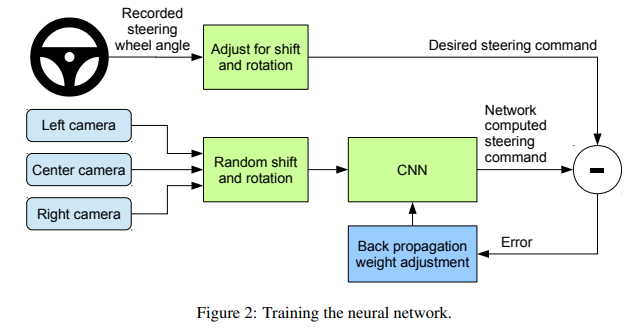 Recorded
steering
wheel angle
Adjust for shift
and rotation
Desired steering command
Left camera
Center camera
Right camera
Random shift
and rotation
CNN
Network
computed
steering
command
-
Back propagation
weight adjustment
Error
Figure 2: Training the neural network.